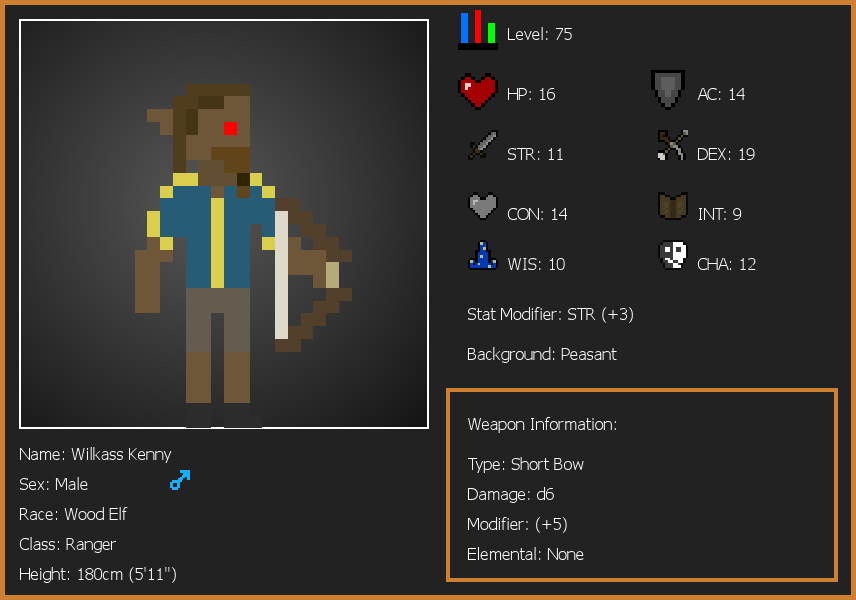 Level: 75
HP: 16
AC: 14
STR: 11
DEX: 19
CON: 14
INT: 9
WIS: 10
CHA: 12
Stat Modifier: STR (+3)
Background: Peasant
Weapon Information:
Type: Short Bow
Damage: d6
Modifier: (+5)
Elemental: None
Name: Wilkass Kenny
Sex: Male
Race: Wood Elf
Class: Ranger
Height: 180cm (5'11")